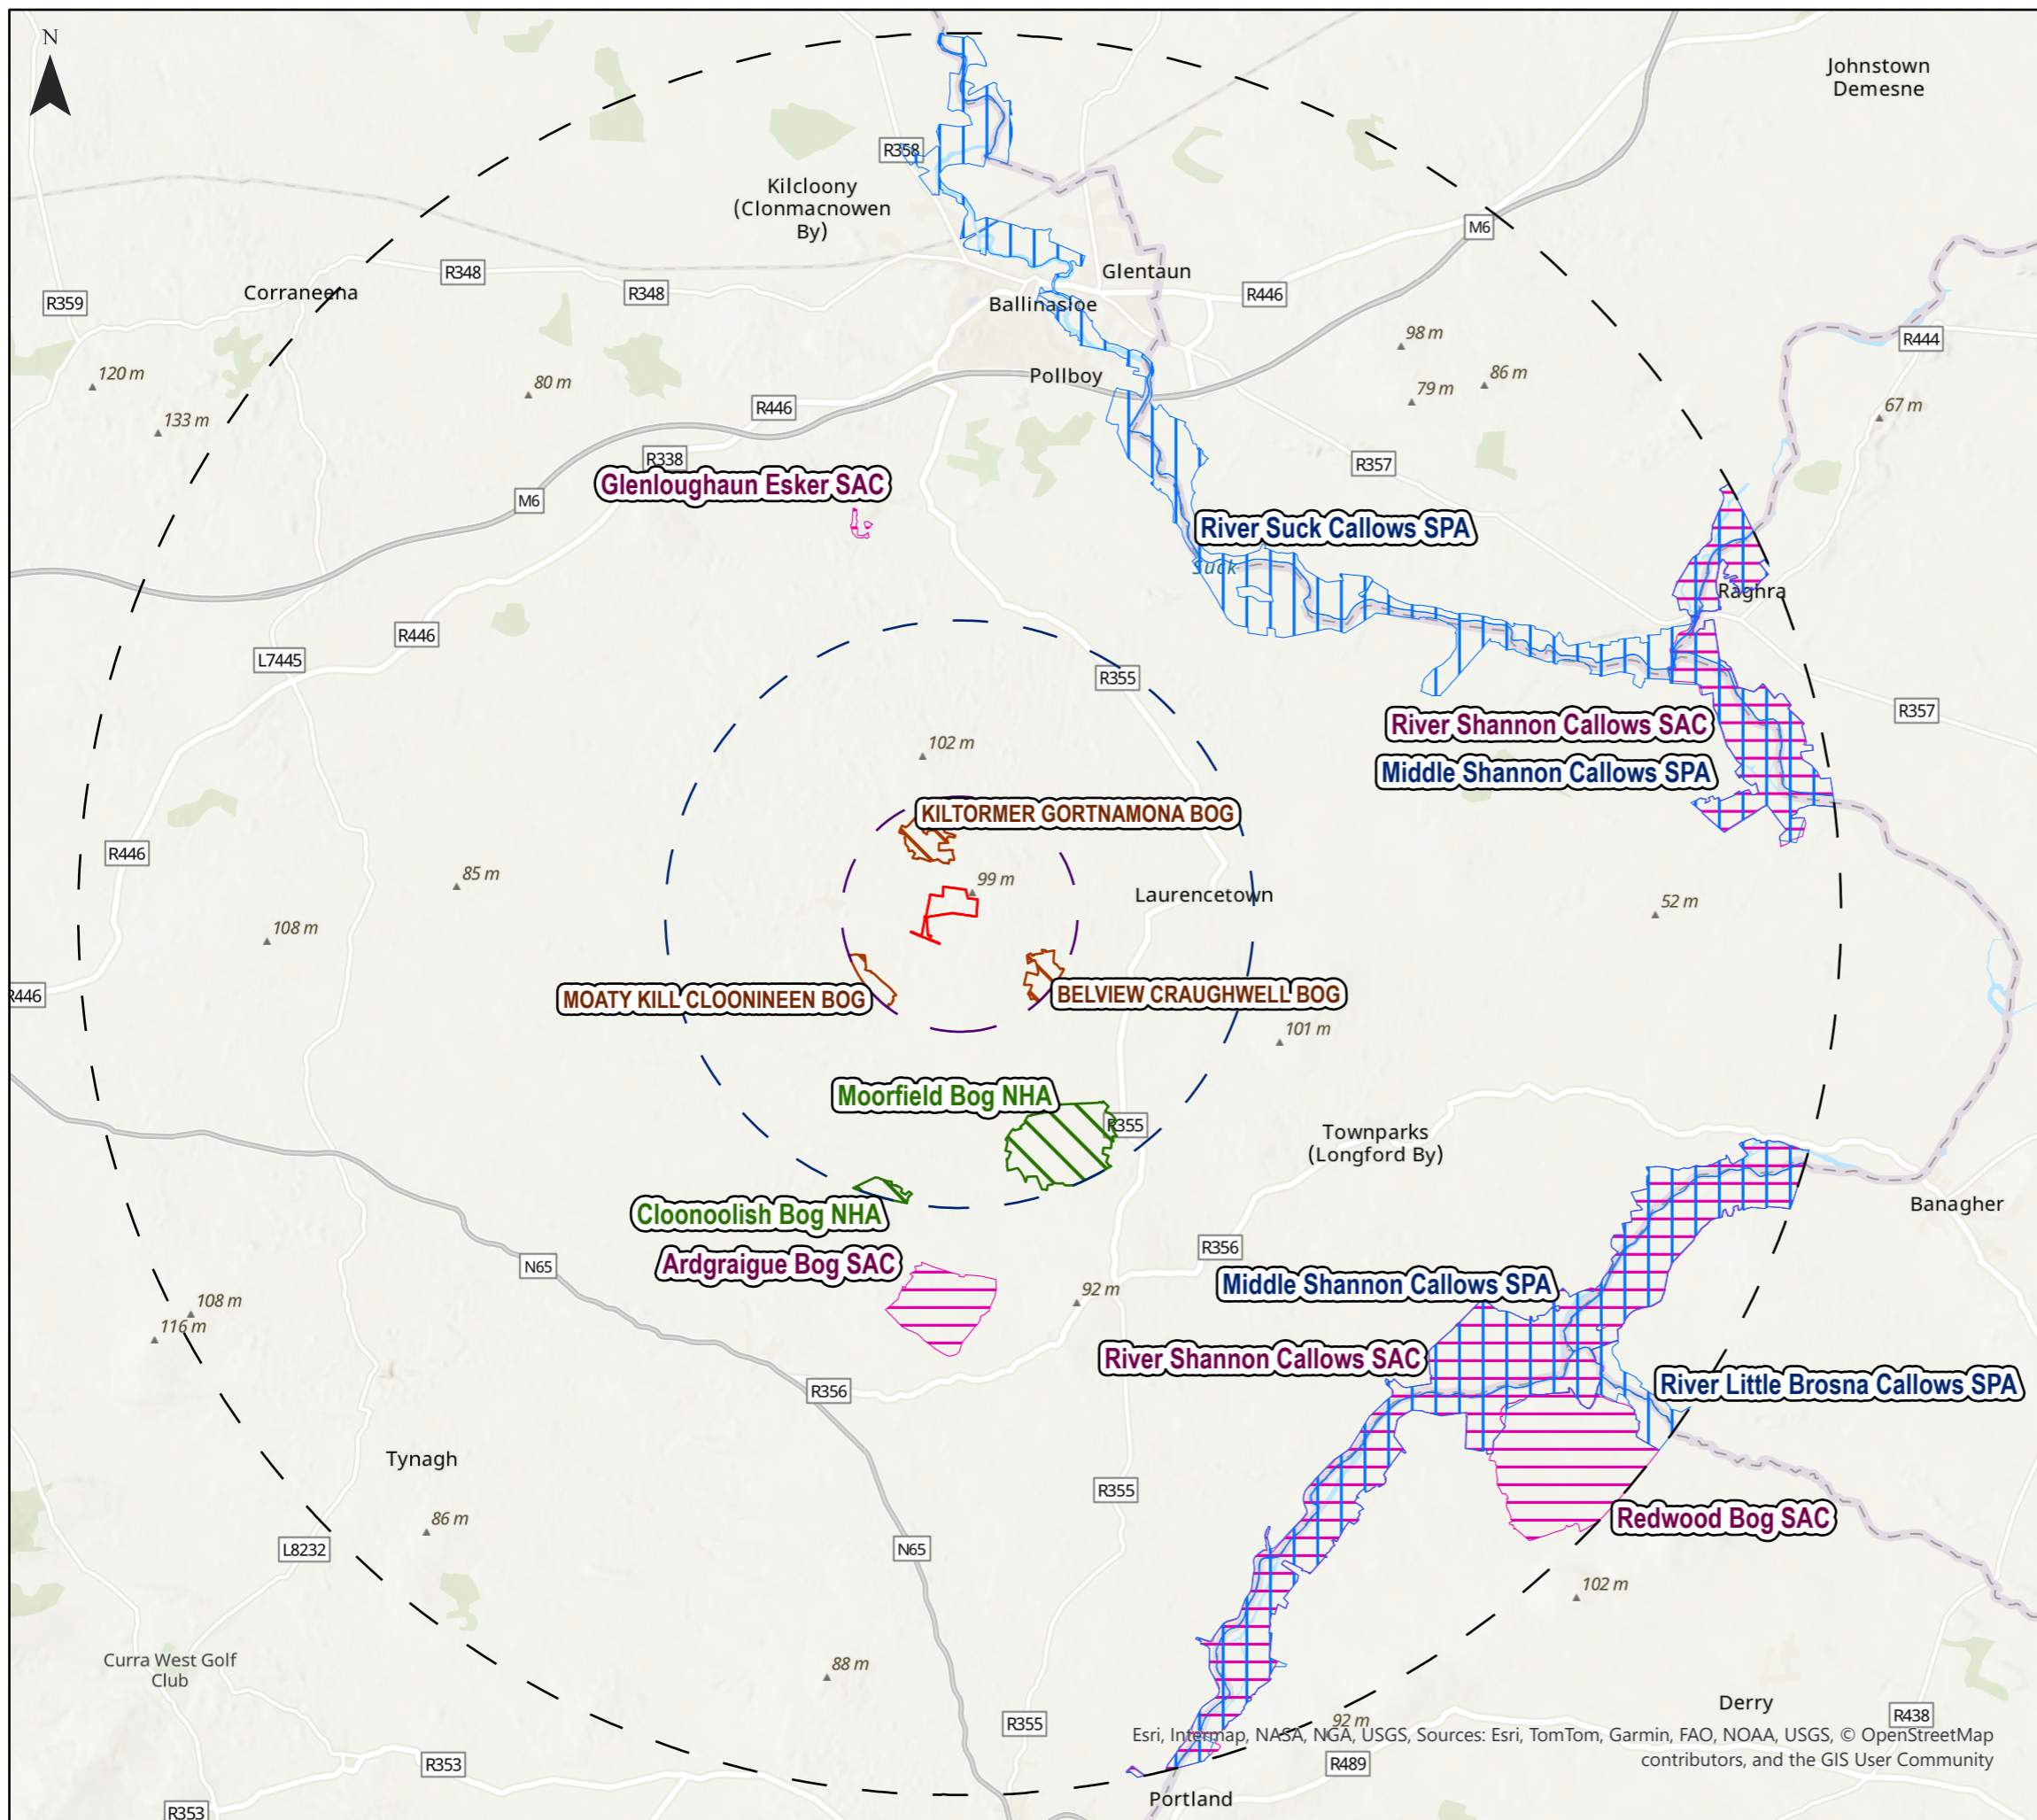 N
Johnstown
Demesne
R358
Kilcloony
(Clonmacnowen
By)
M6
Glentaun
R348
R348
R446
Corraneena
R359
Ballinasloe
R444
98 m
120 m
80 m
Pollboy
86 m
79 m
133 m
R446
67 m
R338
R357
Glenloughaun Esker SAC
M6
River Suck Callows SPA
Suck
Raghra
R446
L7445
R355
R357
River Shannon Callows SAC
Middle Shannon Callows SPA
102 m
KILTORMER GORTNAMONA BOG
R446
85 m
99 m
Laurencetown
52 m
108 m
R446
MOATY KILL CLOONINEEN BOG
BELVIEW CRAUGHWELL BOG
101 m
Moorfield Bog NHA
R355
Townparks
(Longford By)
Banagher
Cloonoolish Bog NHA
R356
Ardgraigue Bog SAC
N65
Middle Shannon Callows SPA
92 m
108 m
116 m
River Shannon Callows SAC
R356
River Little Brosna Callows SPA
Tynagh
R355
86 m
Redwood Bog SAC
L8232
N65
102 m
Curra West Golf
Club
88 m
Derry
R355
92 m
R438
Esri, Intermap, NASA, NGA, USGS, Sources: Esri, TomTom, Garmin, FAO, NOAA, USGS, © OpenStreetMap
contributors, and the GIS User Community
R353
R489
Portland
R353